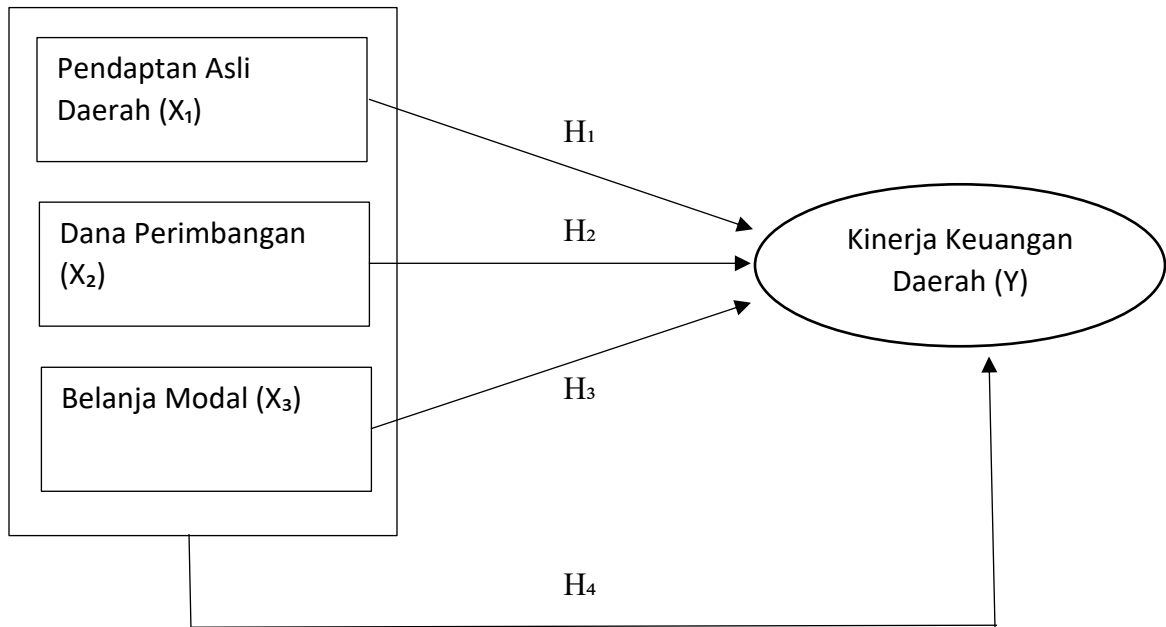 Pendaptan Asli
Daerah (X₁)
H₁
Dana Perimbangan
(X₂)
H₂
Kinerja Keuangan
Daerah (Y)
Belanja Modal (X₃)
H₃
H₄